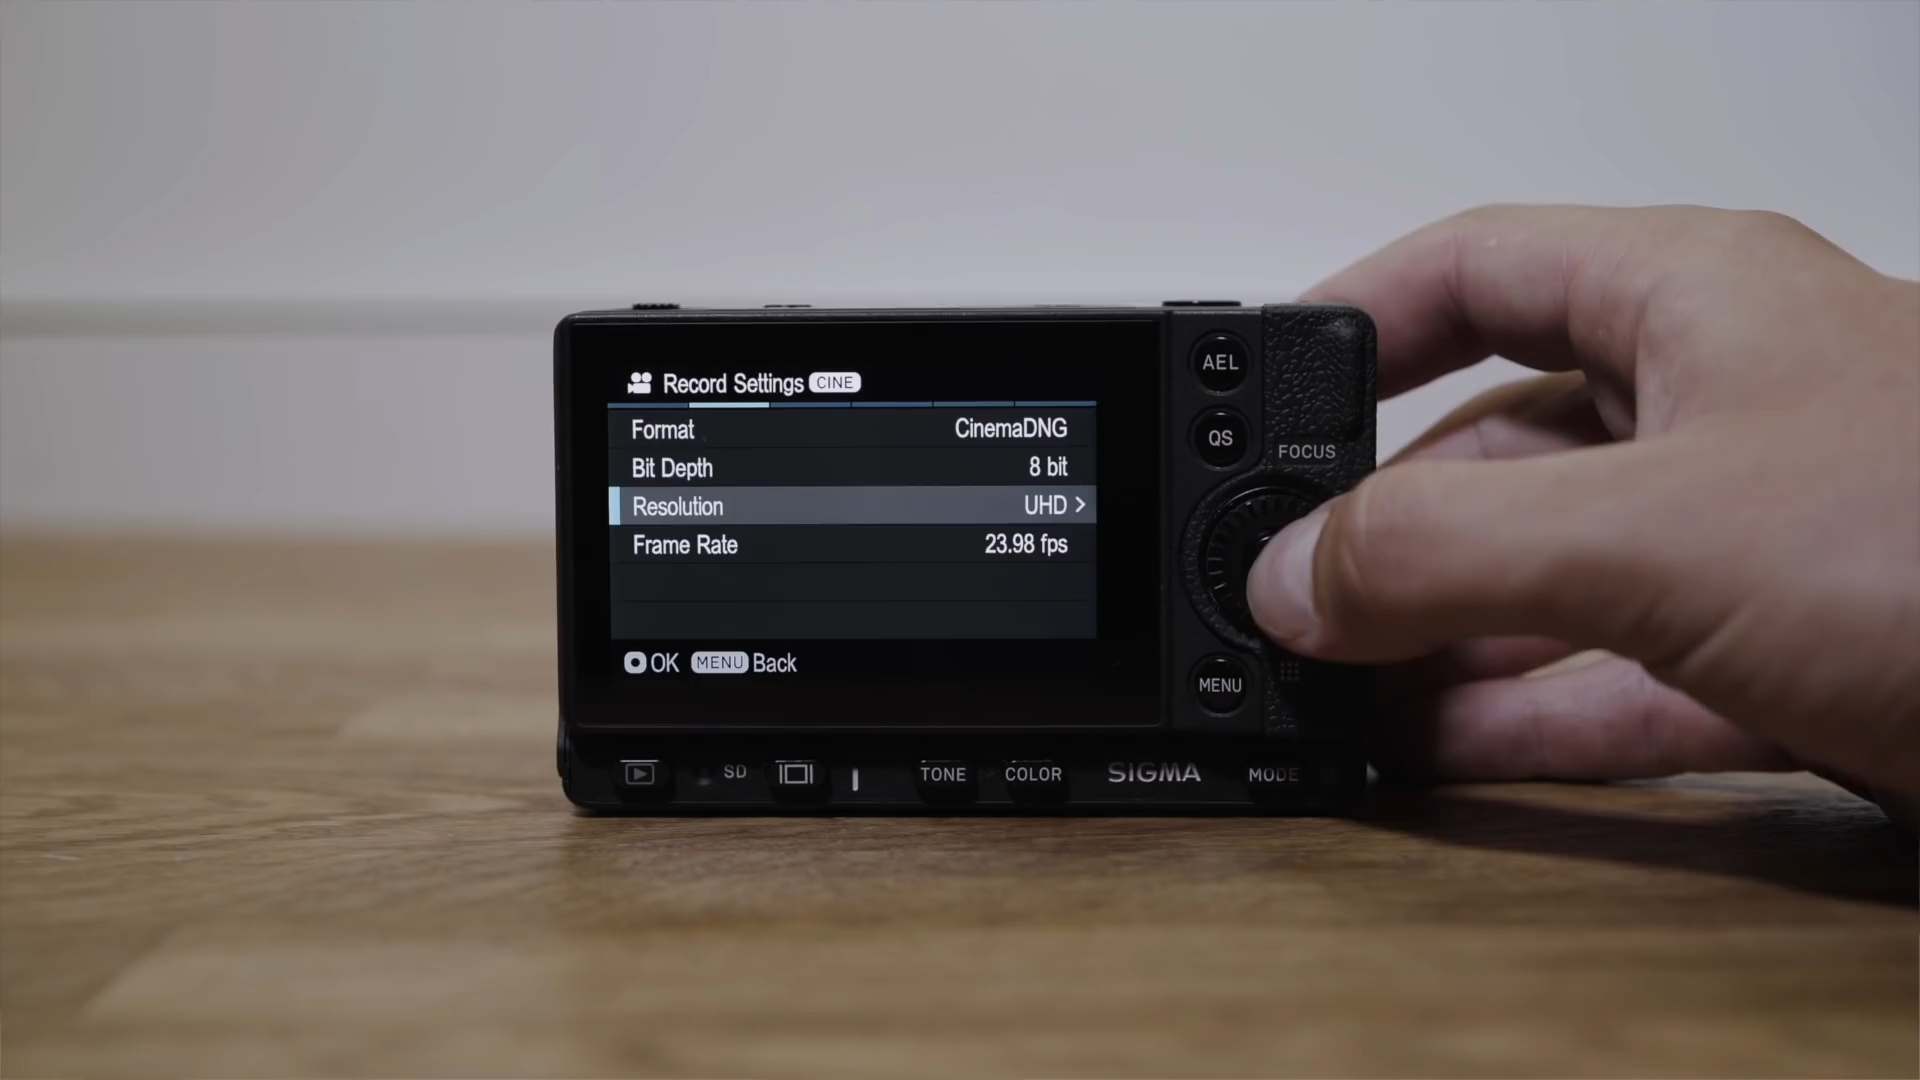 Record Settings CINE
Format CinemaDNG
Bit Depth 8 bit
Resolution UHD >
Frame Rate 23.98 fps
OK MENU Back
AEL
QS
FOCUS
MENU
SD
TONE COLOR SIGMA MODE